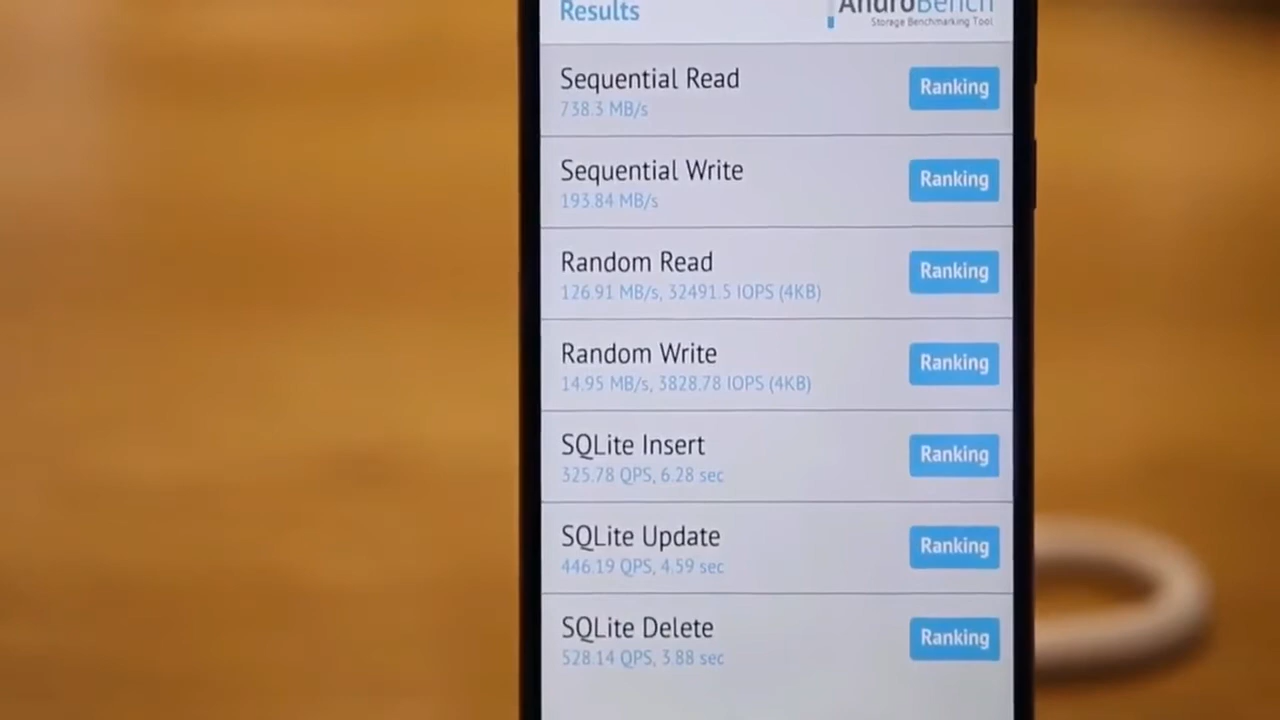 Results
AndroBench
Storage Benchmarking Tool
Sequential Read
738.3 MB/s
Ranking
Sequential Write
193.84 MB/s
Ranking
Random Read
126.91 MB/s, 32491.5 IOPS (4KB)
Ranking
Random Write
14.95 MB/s, 3828.78 IOPS (4KB)
Ranking
SQLite Insert
325.78 QPS, 6.28 sec
Ranking
SQLite Update
446.19 QPS, 4.59 sec
Ranking
SQLite Delete
528.14 QPS, 3.88 sec
Ranking